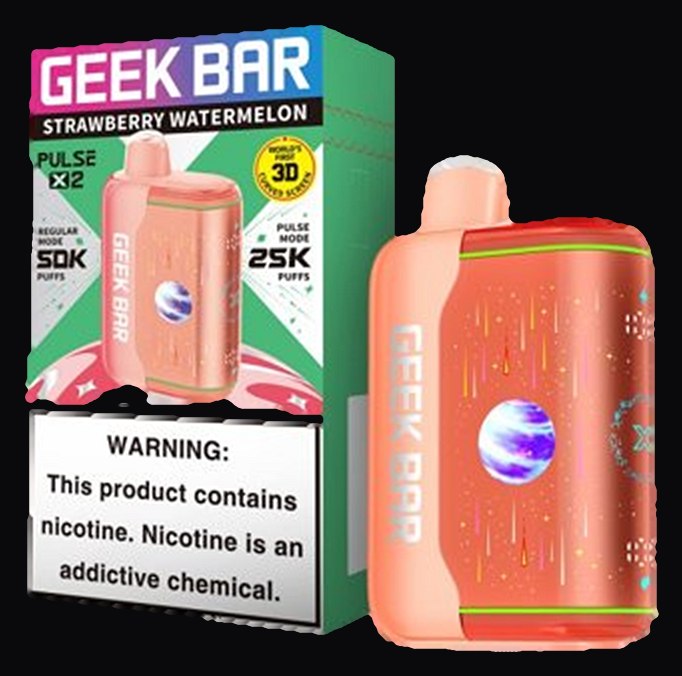 GEEK BAR
STRAWBERRY WATERMELON
PULSE
X2
WORLD'S
FIRST
3D
CURVED SCREEN
REGULAR
MODE
50K
PUFFS
PULSE
MODE
25K
PUFFS
GEEK BAR
WARNING:
This product contains
nicotine. Nicotine is an
addictive chemical.
GEEK BAR
X